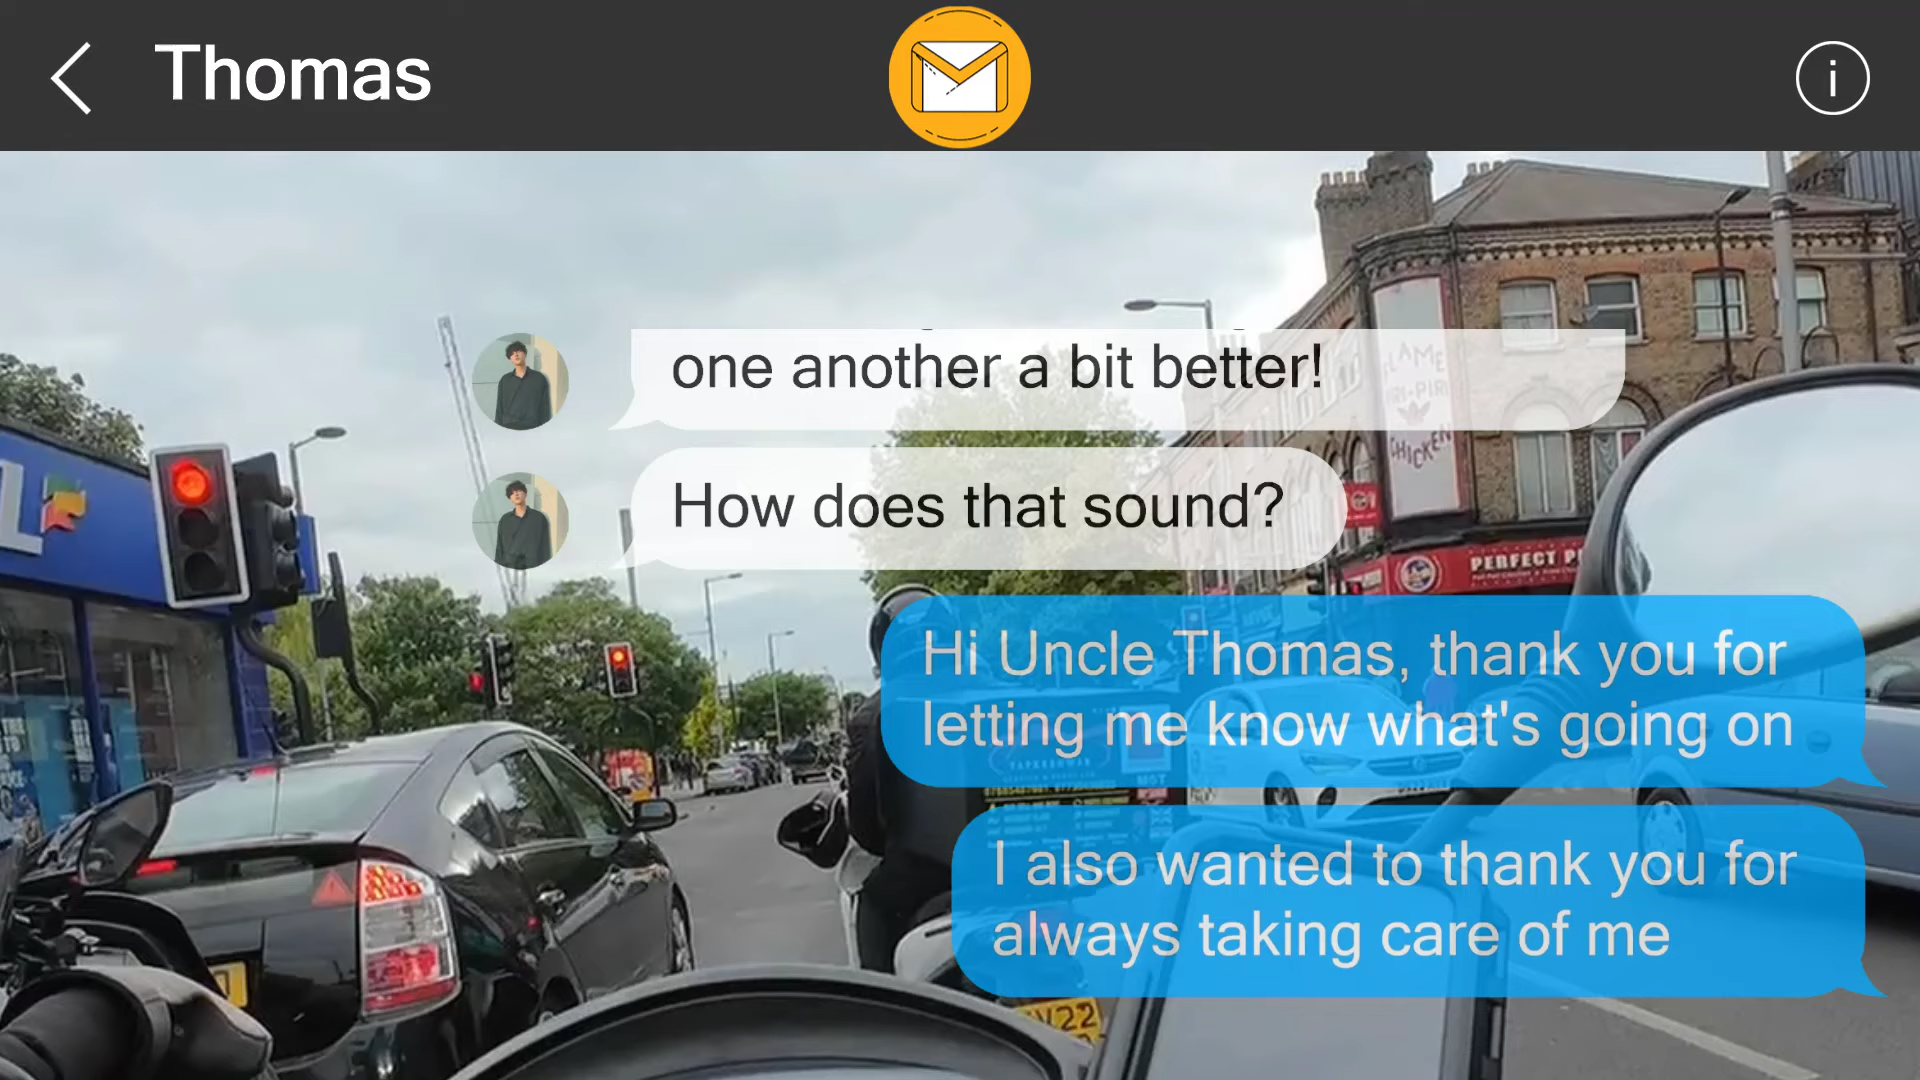 Thomas
i
one another a bit better!
How does that sound?
Hi Uncle Thomas, thank you for
letting me know what's going on
I also wanted to thank you for
always taking care of me
CHICKEN
PERFECT
22